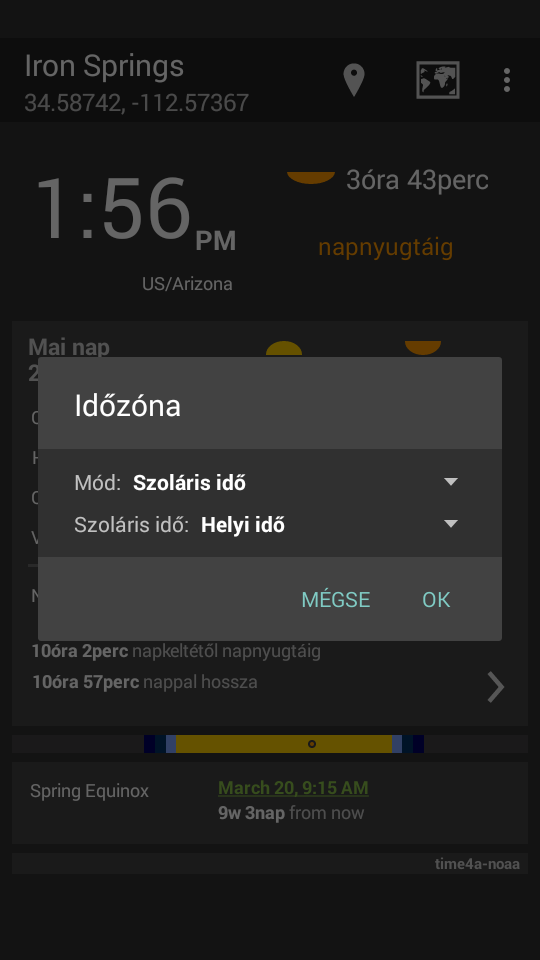 Iron Springs
34.58742, -112.57367
1:56 PM
3óra 43perc
napnyugtáig
US/Arizona
Mai nap
Időzóna
Mód: Szoláris idő
Szoláris idő: Helyi idő
MÉGSE OK
10óra 2perc napkeltétől napnyugtáig
10óra 57perc nappal hossza
Spring Equinox
March 20, 9:15 AM
9w 3nap from now
time4a-noaa